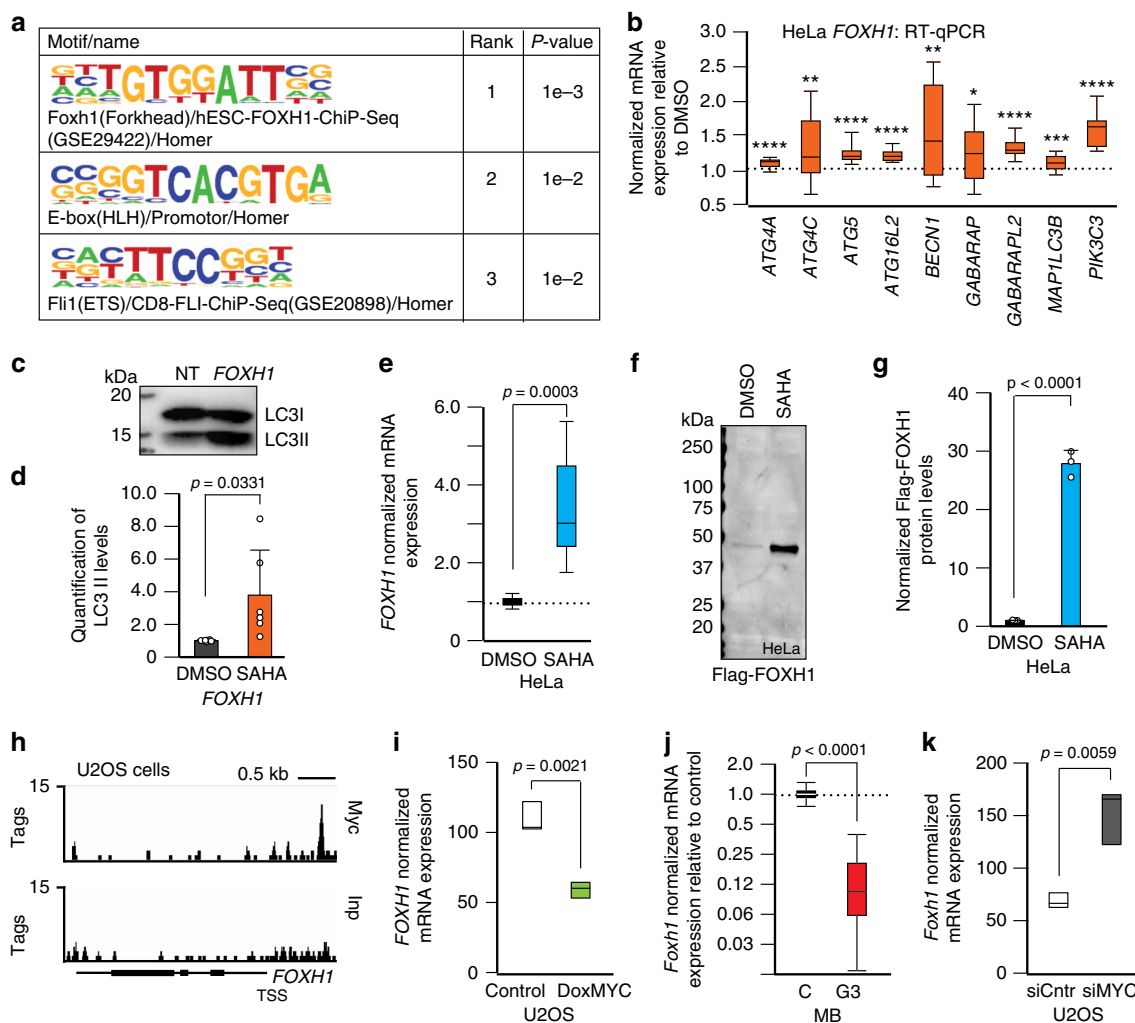 a
Motif/name Rank P-value
GTCTTGTGGATTCG
Foxh1(Forkhead)/hESC-FOXH1-ChIP-Seq
(GSE29422)/Homer
1 1e–3
CCGGTCACGTGA
E-box(HLH)/Promotor/Homer
2 1e–2
CACTTCCGGT
Fli1(ETS)/CD8-FLI-ChIP-Seq(GSE20898)/Homer
3 1e–2
b
HeLa FOXH1: RT-qPCR
Normalized mRNA
expression relative
to DMSO
3.0
2.5
2.0
1.5
1.0
0.5
**** ** **** **** ** * **** *** ****
ATG4A
ATG4C
ATG5
ATG16L2
BECN1
GABARAP
GABARAPL2
MAP1LC3B
PIK3C3
c
kDa NT FOXH1
20
15
LC3I
LC3II
d
p = 0.0331
Quantification of
LC3 II levels
10.0
8.0
6.0
4.0
2.0
0
DMSO SAHA
FOXH1
e
p = 0.0003
FOXH1 normalized mRNA
expression
6.0
4.0
2.0
0
DMSO SAHA
HeLa
f
DMSO
SAHA
kDa
250
100
75
50
37
25
20
HeLa
Flag-FOXH1
g
p < 0.0001
Normalized Flag-FOXH1
protein levels
40
30
20
10
0
DMSO SAHA
HeLa
h
U2OS cells 0.5 kb
15
Tags
Myc
15
Tags
Inp
FOXH1
TSS
i
p = 0.0021
FOXH1 normalized
mRNA expression
150
100
50
0
Control DoxMYC
U2OS
j
p < 0.0001
Foxh1 normalized mRNA
expression relative to control
2.0
1.0
0.5
0.25
0.12
0.06
0.03
C G3
MB
k
p = 0.0059
Foxh1 normalized
mRNA expression
200
150
100
50
0
siCntr siMYC
U2OS